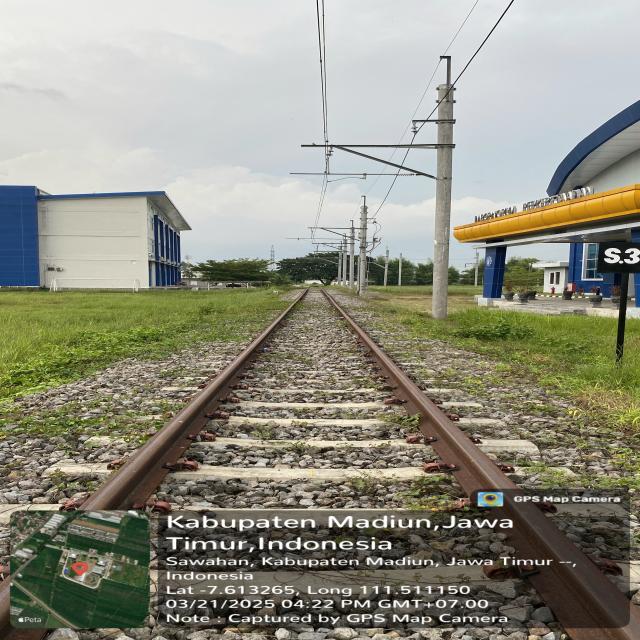 S.3
GPS Map Camera
Kabupaten Madiun,Jawa
Timur,Indonesia
Sawahan, Kabupaten Madiun, Jawa Timur --,
Indonesia
Lat -7.613265, Long 111.511150
03/21/2025 04:22 PM GMT+07:00
Note : Captured by GPS Map Camera
Peta